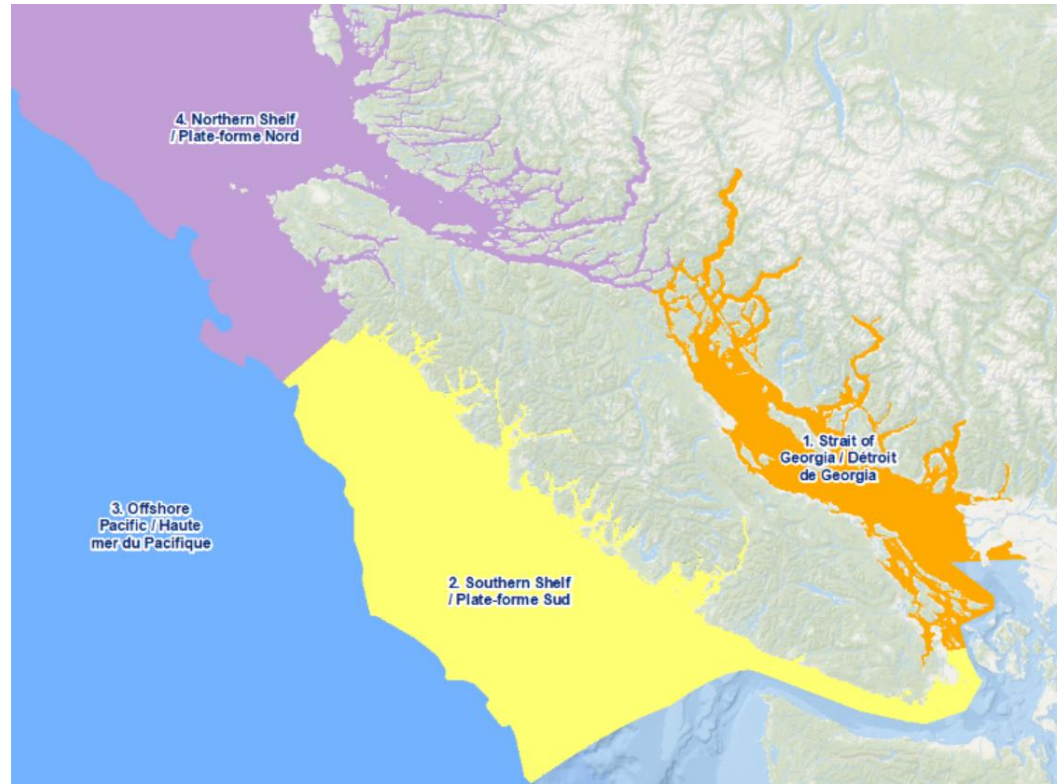 4. Northern Shelf
/ Plate-forme Nord
1. Strait of
Georgia / Détroit
de Georgia
3. Offshore
Pacific / Haute
mer du Pacifique
2. Southern Shelf
/ Plate-forme Sud